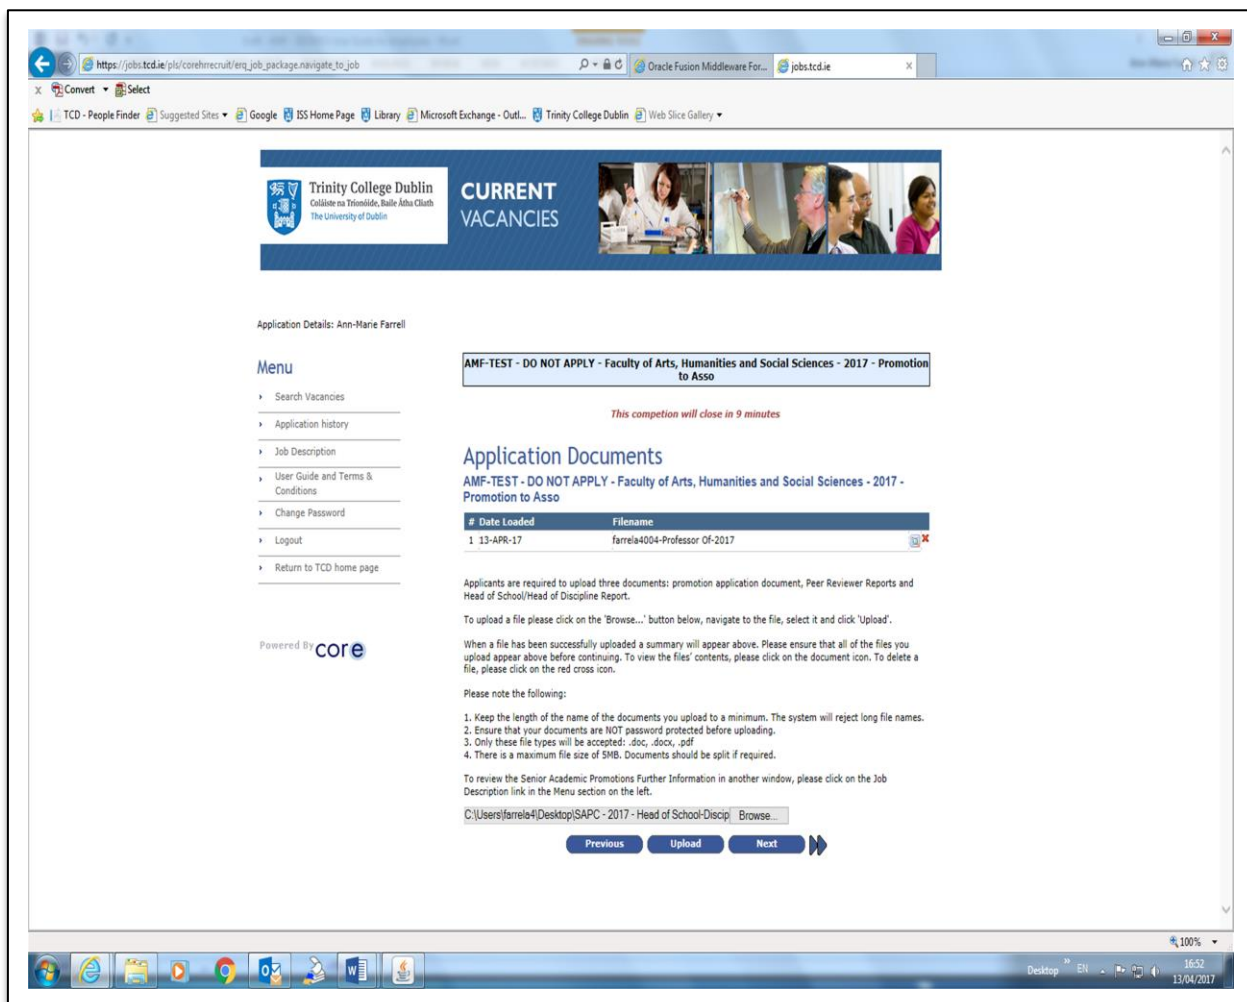 https://jobs.tcd.ie/pls/corehrrecruit/erq_job_package.navigate_to_job
Oracle Fusion Middleware For...
jobs.tcd.ie
x Convert Select
TCD - People Finder Suggested Sites Google ISS Home Page Library Microsoft Exchange - Outl... Trinity College Dublin Web Slice Gallery
Trinity College Dublin
Coláiste na Tríonóide, Baile Átha Cliath
The University of Dublin
CURRENT
VACANCIES
Application Details: Ann-Marie Farrell
Menu
Search Vacancies
Application history
Job Description
User Guide and Terms &
Conditions
Change Password
Logout
Return to TCD home page
Powered By core
AMF-TEST - DO NOT APPLY - Faculty of Arts, Humanities and Social Sciences - 2017 - Promotion
to Asso
This competion will close in 9 minutes
Application Documents
AMF-TEST - DO NOT APPLY - Faculty of Arts, Humanities and Social Sciences - 2017 -
Promotion to Asso
# Date Loaded Filename
1 13-APR-17 farrela4004-Professor Of-2017
Applicants are required to upload three documents: promotion application document, Peer Reviewer Reports and
Head of School/Head of Discipline Report.
To upload a file please click on the 'Browse...' button below, navigate to the file, select it and click 'Upload'.
When a file has been successfully uploaded a summary will appear above. Please ensure that all of the files you
upload appear above before continuing. To view the files' contents, please click on the document icon. To delete a
file, please click on the red cross icon.
Please note the following:
1. Keep the length of the name of the documents you upload to a minimum. The system will reject long file names.
2. Ensure that your documents are NOT password protected before uploading.
3. Only these file types will be accepted: .doc, .docx, .pdf
4. There is a maximum file size of 5MB. Documents should be split if required.
To review the Senior Academic Promotions Further Information in another window, please click on the Job
Description link in the Menu section on the left.
C:\Users\farrela4\Desktop\SAPC - 2017 - Head of School-Discip Browse...
Previous Upload Next
100%
Desktop EN 16:52
13/04/2017